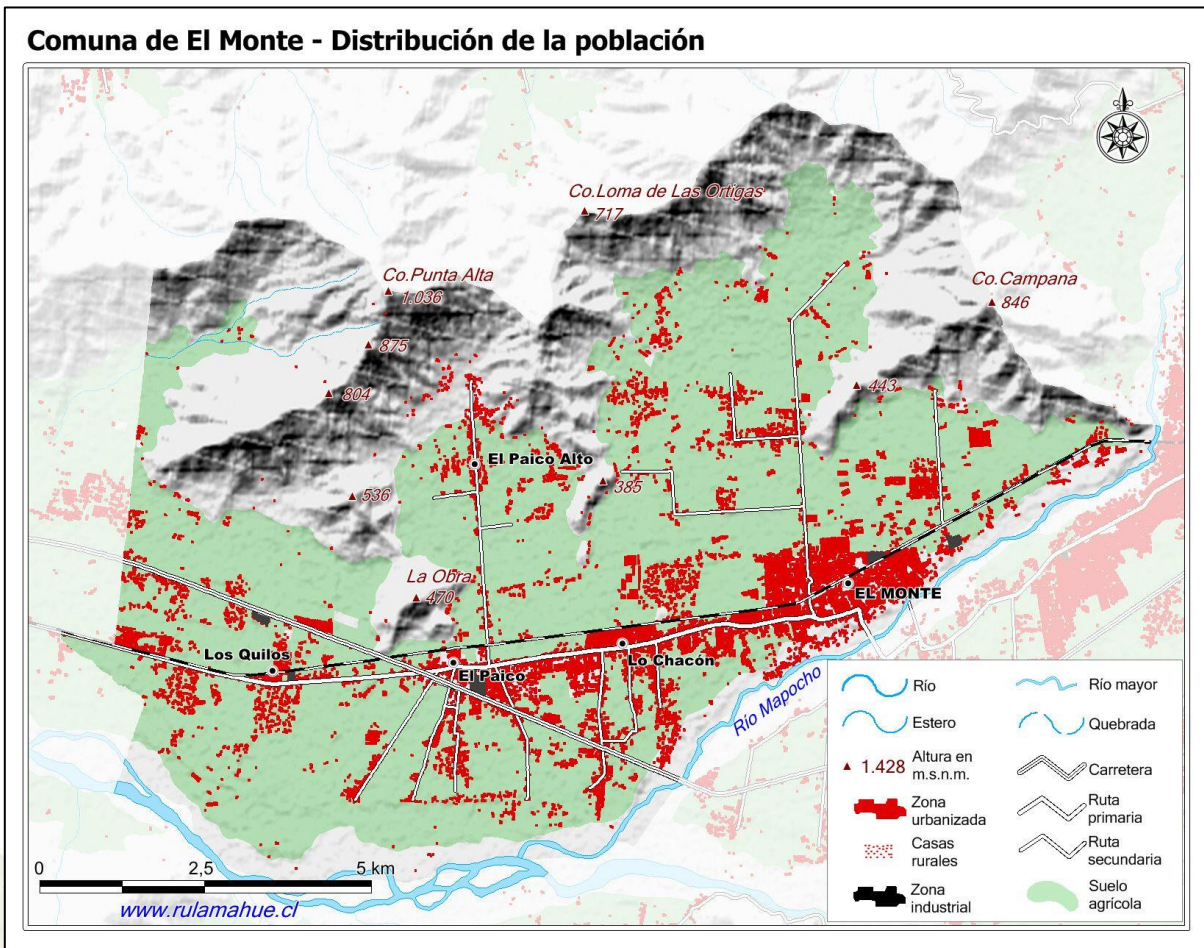 Comuna de El Monte - Distribución de la población
Co.Loma de Las Ortigas
717
Co.Punta Alta
1.036
Co.Campana
846
875
804
443
El Paico Alto
385
536
La Obra
470
EL MONTE
Los Quilos
El Paico
Lo Chacón
Río Mapocho
Río
Río mayor
Estero
Quebrada
1.428
Altura en
m.s.n.m.
Carretera
Zona
urbanizada
Ruta
primaria
Casas
rurales
Ruta
secundaria
Zona
industrial
Suelo
agrícola
0
2,5
5 km
www.rulamahue.cl